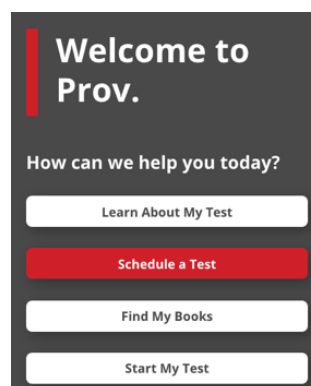 Welcome to
Prov.
How can we help you today?
Learn About My Test
Schedule a Test
Find My Books
Start My Test